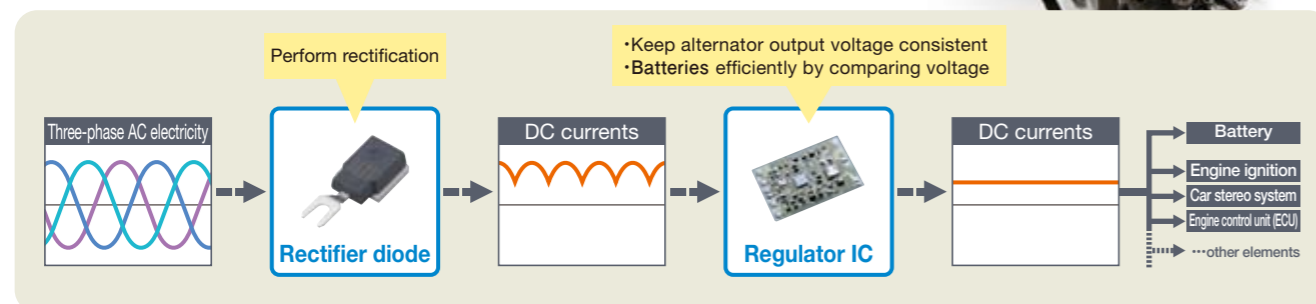 Perform rectification
・Keep alternator output voltage consistent
・Batteries efficiently by comparing voltage
Three-phase AC electricity
Rectifier diode
DC currents
Regulator IC
DC currents
Battery
Engine ignition
Car stereo system
Engine control unit (ECU)
…other elements